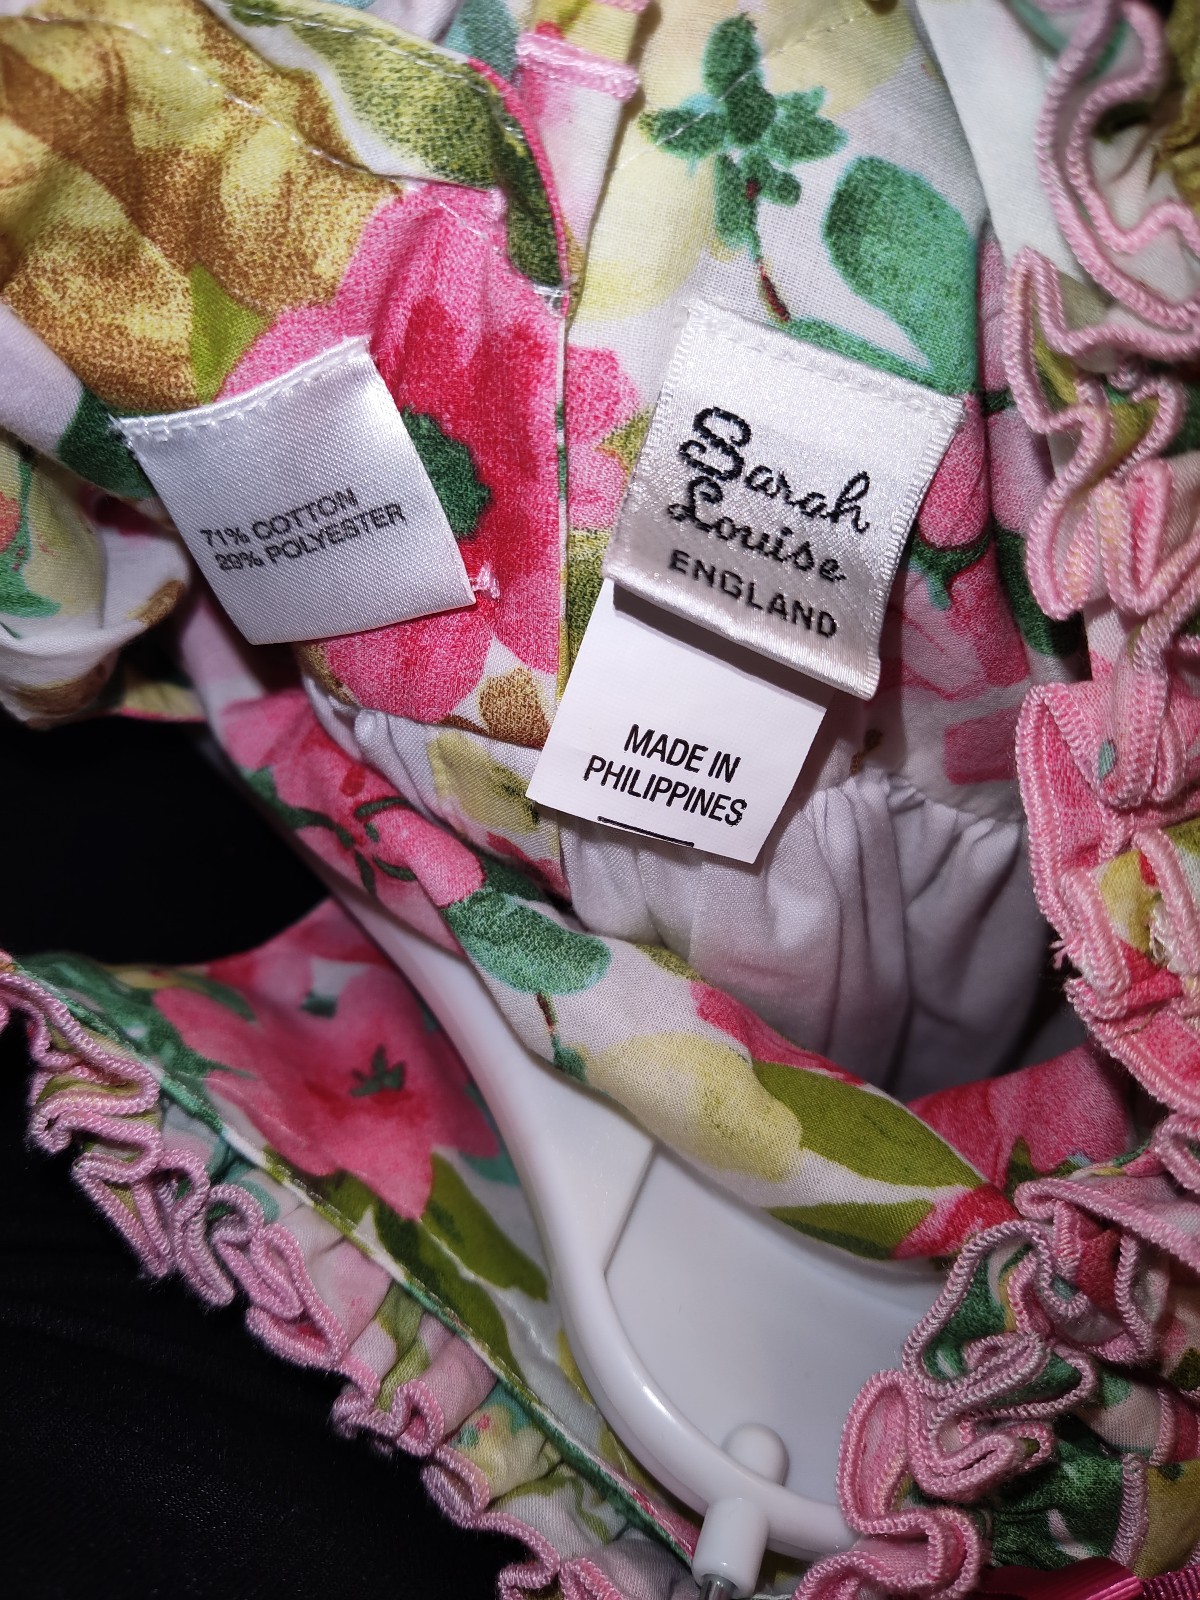 71% COTTON
29% POLYESTER
Sarah
Louise
ENGLAND
MADE IN
PHILIPPINES